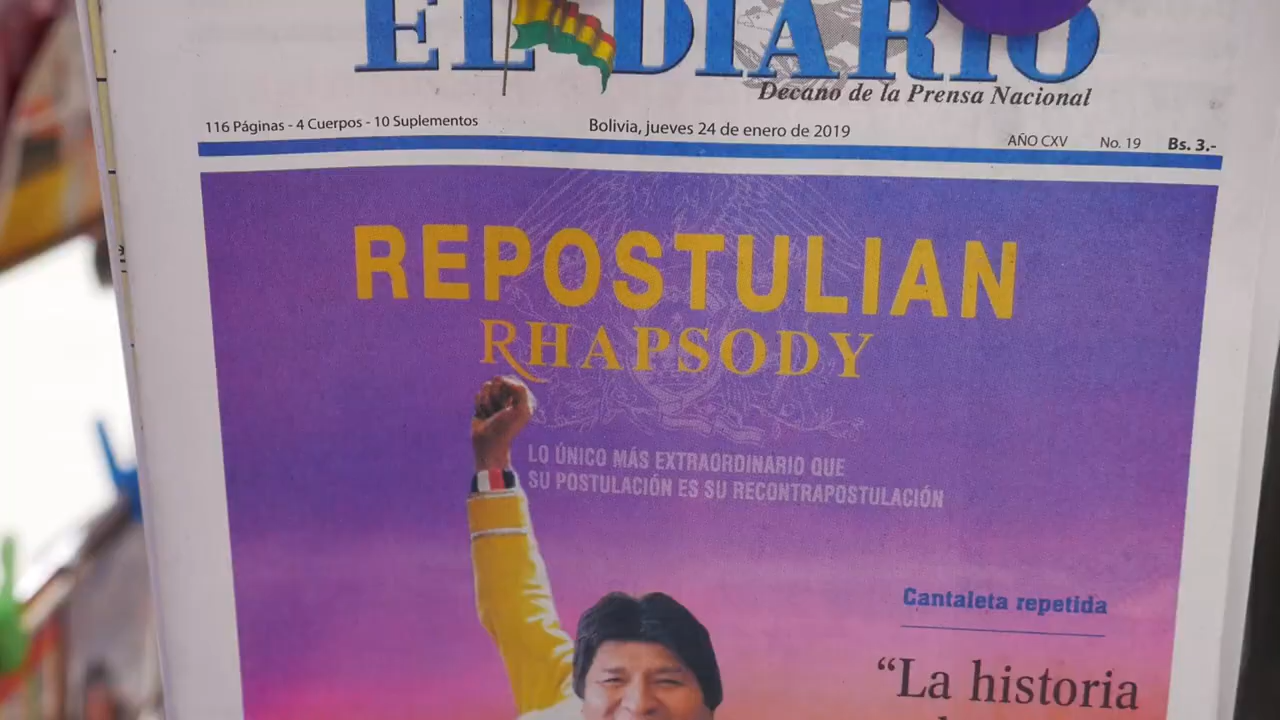 EL DIARIO
Decano de la Prensa Nacional
116 Páginas - 4 Cuerpos - 10 Suplementos
Bolivia, jueves 24 de enero de 2019
AÑO CXV No. 19 Bs. 3.-
REPOSTULIAN
RHAPSODY
LO ÚNICO MÁS EXTRAORDINARIO QUE
SU POSTULACIÓN ES SU RECONTRAPOSTULACIÓN
Cantaleta repetida
“La historia